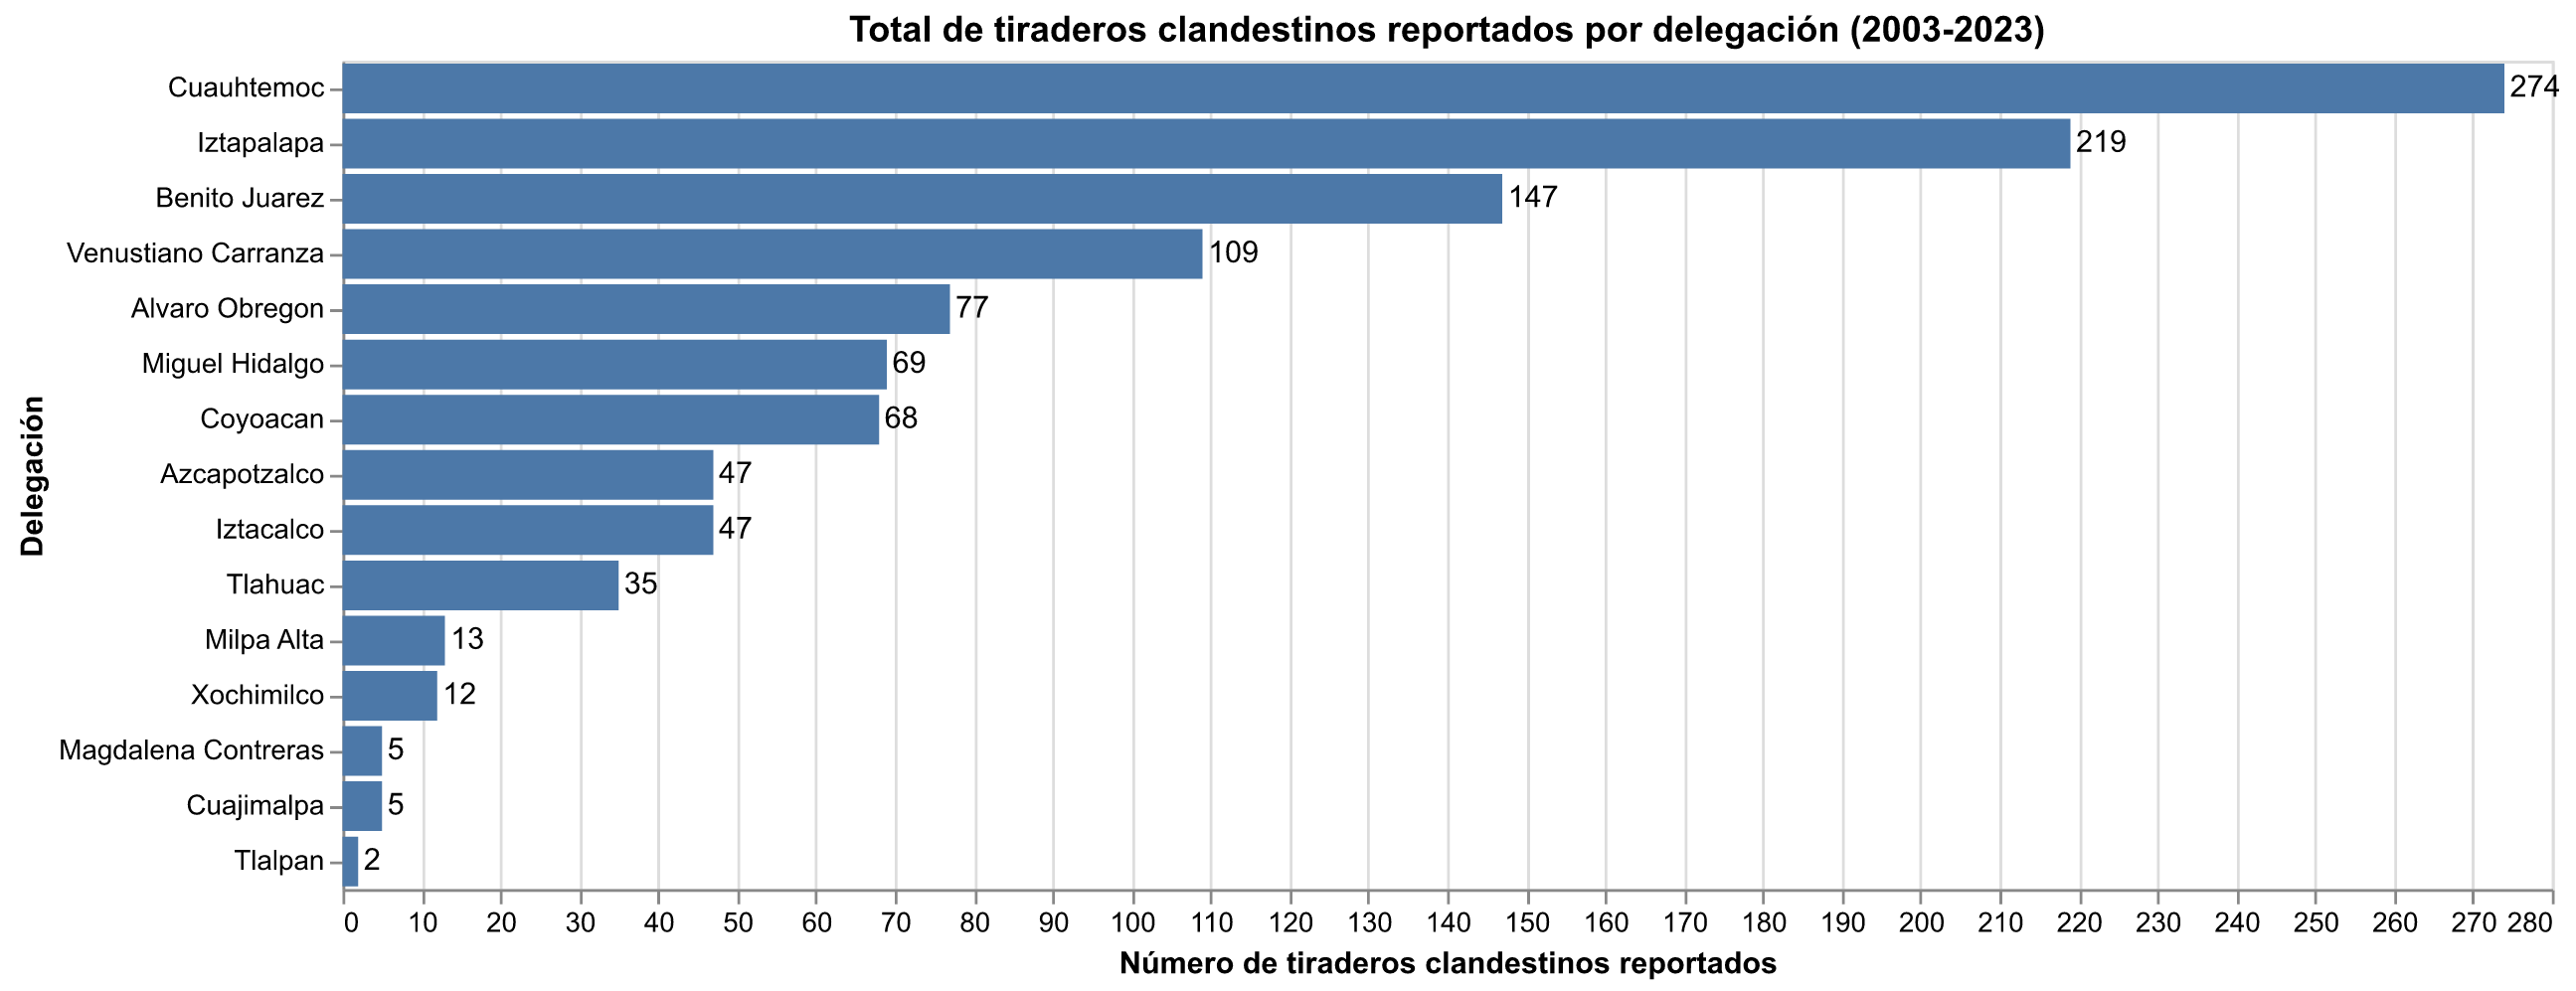 Total de tiraderos clandestinos reportados por delegación (2003-2023)
Delegación
Cuauhtemoc 274
Iztapalapa 219
Benito Juarez 147
Venustiano Carranza 109
Alvaro Obregon 77
Miguel Hidalgo 69
Coyoacan 68
Azcapotzalco 47
Iztacalco 47
Tlahuac 35
Milpa Alta 13
Xochimilco 12
Magdalena Contreras 5
Cuajimalpa 5
Tlalpan 2
0 10 20 30 40 50 60 70 80 90 100 110 120 130 140 150 160 170 180 190 200 210 220 230 240 250 260 270 280
Número de tiraderos clandestinos reportados